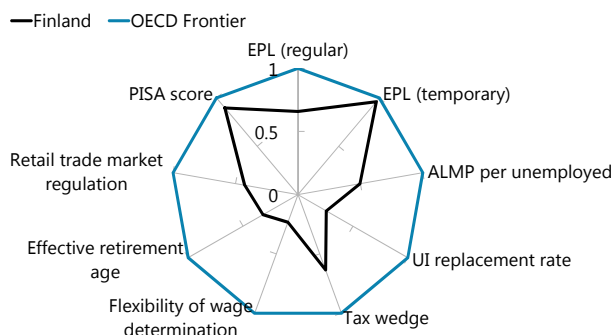 Finland
OECD Frontier
EPL (regular)
1
PISA score
EPL (temporary)
0.5
Retail trade market
regulation
ALMP per unemployed
0
Effective retirement
age
UI replacement rate
Flexibility of wage
determination
Tax wedge